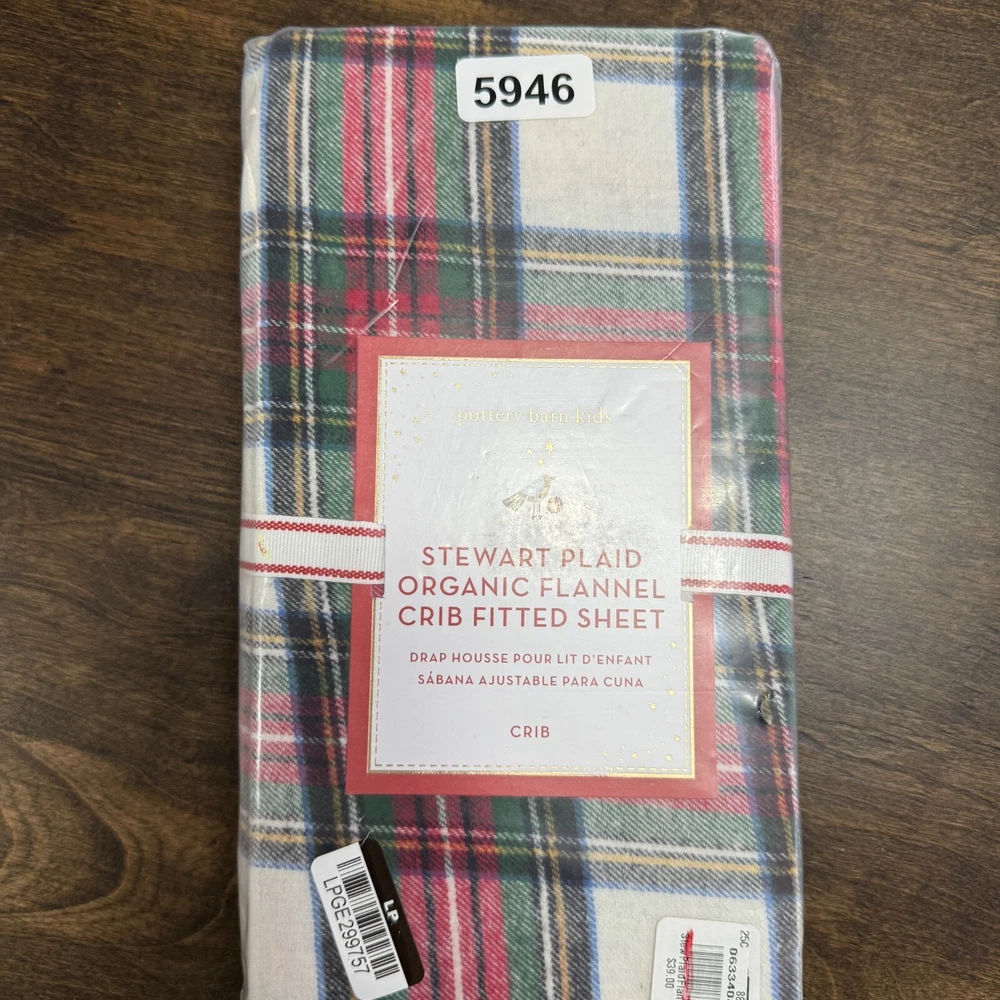 5946
pottery barn kids
STEWART PLAID
ORGANIC FLANNEL
CRIB FITTED SHEET
DRAP HOUSSE POUR LIT D'ENFANT
SÁBANA AJUSTABLE PARA CUNA
CRIB
LP
LPGE299757
25C
$39.00